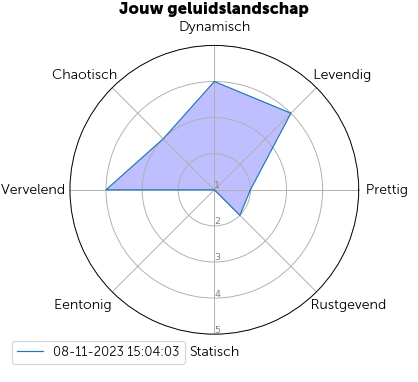 Jouw geluidslandschap
Dynamisch
Chaotisch
Levendig
Vervelend
1
Prettig
2
3
4
Eentonig
Rustgevend
5
08-11-2023 15:04:03
Statisch